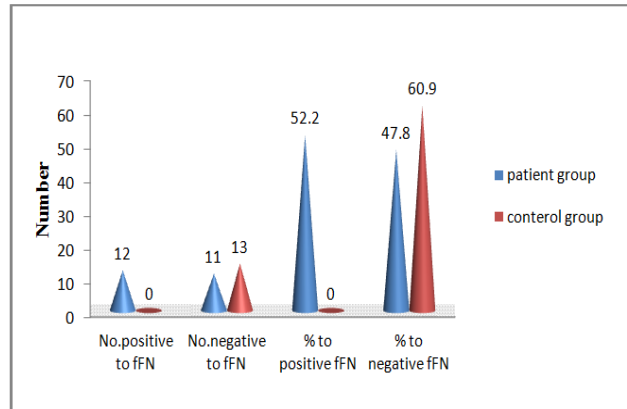 70
60
50
40
30
20
10
0
Number
12
0
11
13
52.2
0
47.8
60.9
No.positive
to fFN
No.negative
to fFN
% to
positive fFN
% to
negative fFN
patient group
conterol group